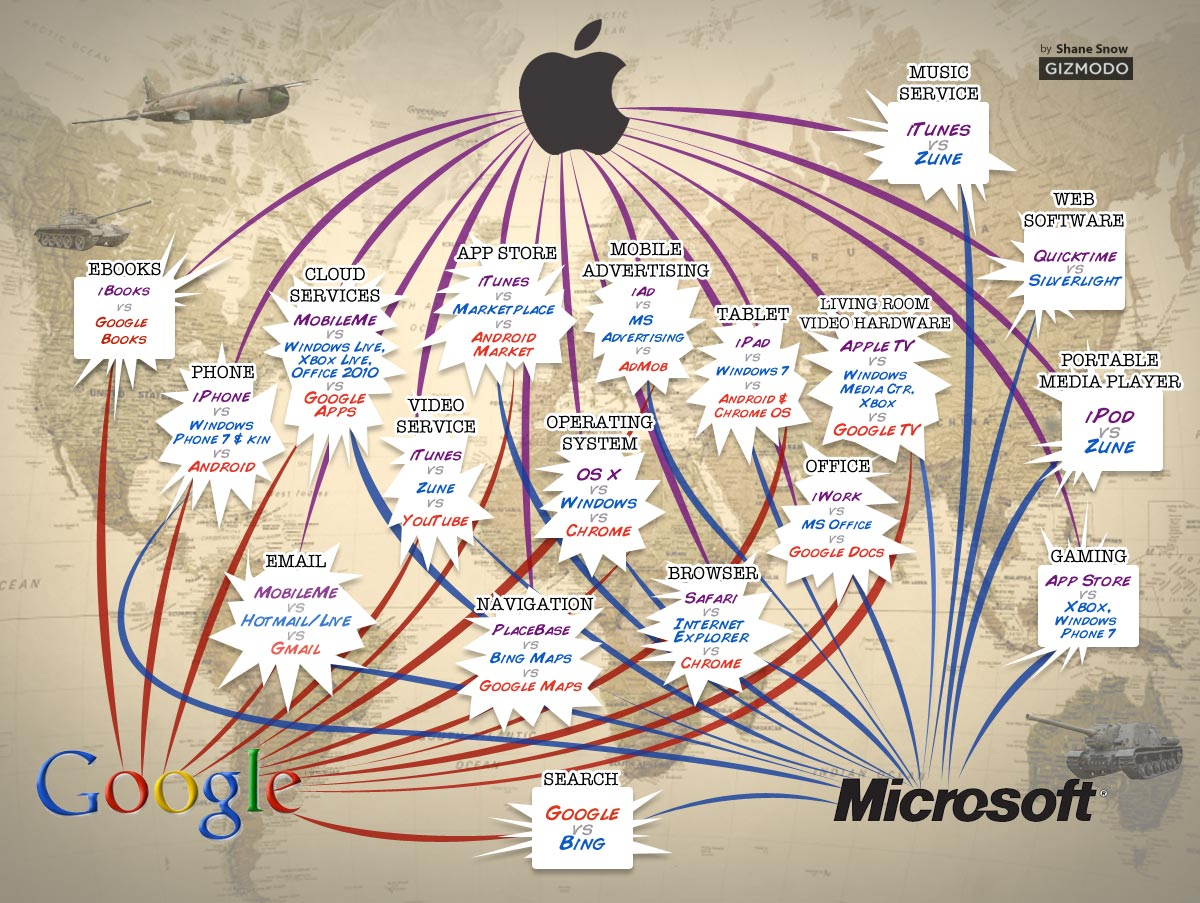 by Shane Snow
GIZMODO
MUSIC
SERVICE
iTUNES
VS
ZUNE
WEB
SOFTWARE
QUICKTIME
VS
SILVERLIGHT
EBOOKS
iBOOKS
VS
GOOGLE
BOOKS
CLOUD
SERVICES
MOBILEME
VS
WINDOWS LIVE,
XBOX LIVE,
OFFICE 2010
VS
GOOGLE
APPS
APP STORE
iTUNES
VS
MARKETPLACE
VS
ANDROID
MARKET
MOBILE
ADVERTISING
iAD
VS
MS
ADVERTISING
VS
ADMOB
TABLET
iPAD
VS
WINDOWS 7
VS
ANDROID &
CHROME OS
LIVING ROOM
VIDEO HARDWARE
APPLE TV
VS
WINDOWS
MEDIA CTR,
XBOX
VS
GOOGLE TV
PORTABLE
MEDIA PLAYER
iPOD
VS
ZUNE
PHONE
iPHONE
VS
WINDOWS
PHONE 7 & KIN
VS
ANDROID
VIDEO
SERVICE
iTUNES
VS
ZUNE
VS
YOUTUBE
OPERATING
SYSTEM
OS X
VS
WINDOWS
VS
CHROME
OFFICE
iWORK
VS
MS OFFICE
VS
GOOGLE DOCS
EMAIL
MOBILEME
VS
HOTMAIL/LIVE
VS
GMAIL
NAVIGATION
PLACEBASE
VS
BING MAPS
VS
GOOGLE MAPS
BROWSER
SAFARI
VS
INTERNET
EXPLORER
VS
CHROME
GAMING
APP STORE
VS
XBOX,
WINDOWS
PHONE 7
Google
SEARCH
GOOGLE
VS
BING
Microsoft®